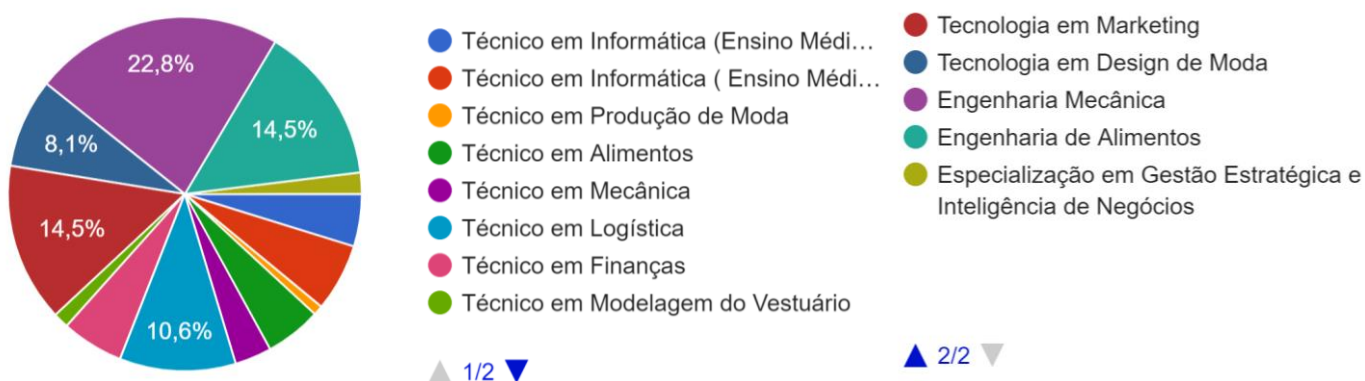 22,8%
14,5%
8,1%
14,5%
10,6%
Técnico em Informática (Ensino Médi…
Técnico em Informática ( Ensino Médi…
Técnico em Produção de Moda
Técnico em Alimentos
Técnico em Mecânica
Técnico em Logística
Técnico em Finanças
Técnico em Modelagem do Vestuário
1/2
Tecnologia em Marketing
Tecnologia em Design de Moda
Engenharia Mecânica
Engenharia de Alimentos
Especialização em Gestão Estratégica e
Inteligência de Negócios
2/2